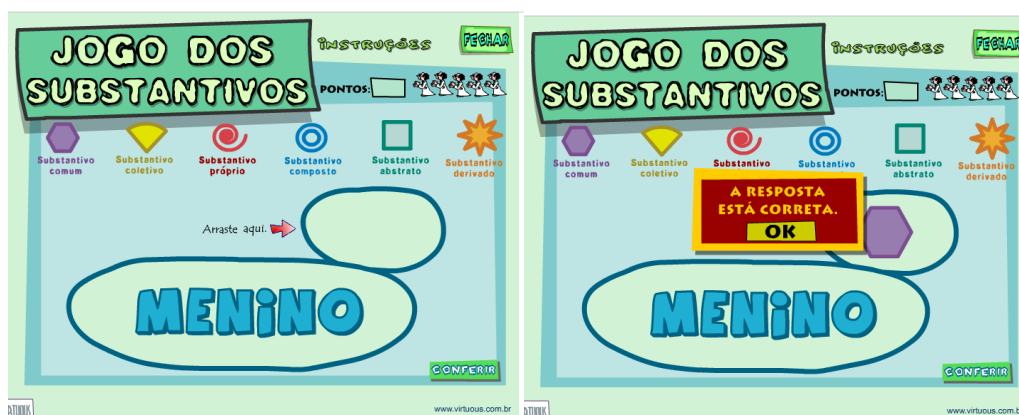 JOGO DOS
SUBSTANTIVOS
INSTRUÇÕES
FECHAR
PONTOS:
Substantivo
comum
Substantivo
coletivo
Substantivo
próprio
Substantivo
composto
Substantivo
abstrato
Substantivo
derivado
Arraste aqui.
MENINO
CONFERIR
www.virtuous.com.br
JOGO DOS
SUBSTANTIVOS
INSTRUÇÕES
FECHAR
PONTOS:
Substantivo
comum
Substantivo
coletivo
Substantivo
Substantivo
Substantivo
abstrato
Substantivo
derivado
A RESPOSTA
ESTÁ CORRETA.
OK
MENINO
CONFERIR
www.virtuous.com.b